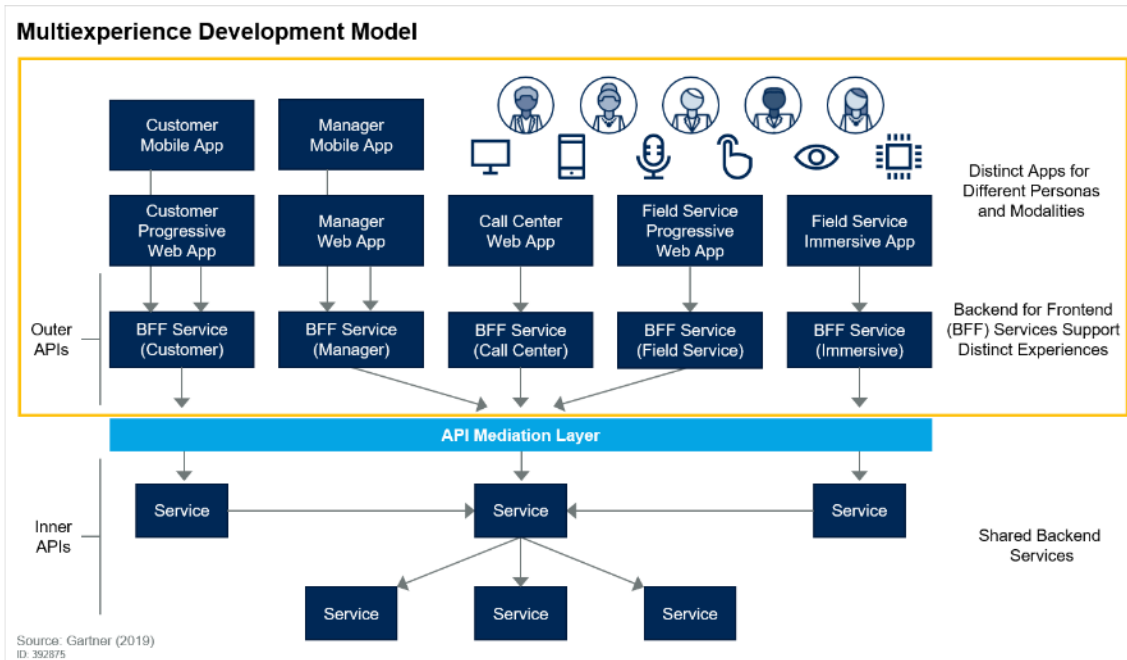 Multiexperience Development Model
Customer
Mobile App
Manager
Mobile App
Distinct Apps for
Different Personas
and Modalities
Customer
Progressive
Web App
Manager
Web App
Call Center
Web App
Field Service
Progressive
Web App
Field Service
Immersive App
Outer
APIs
BFF Service
(Customer)
BFF Service
(Manager)
BFF Service
(Call Center)
BFF Service
(Field Service)
BFF Service
(Immersive)
Backend for Frontend
(BFF) Services Support
Distinct Experiences
API Mediation Layer
Inner
APIs
Service
Service
Service
Shared Backend
Services
Service
Service
Service
Source: Gartner (2019)
ID: 392875